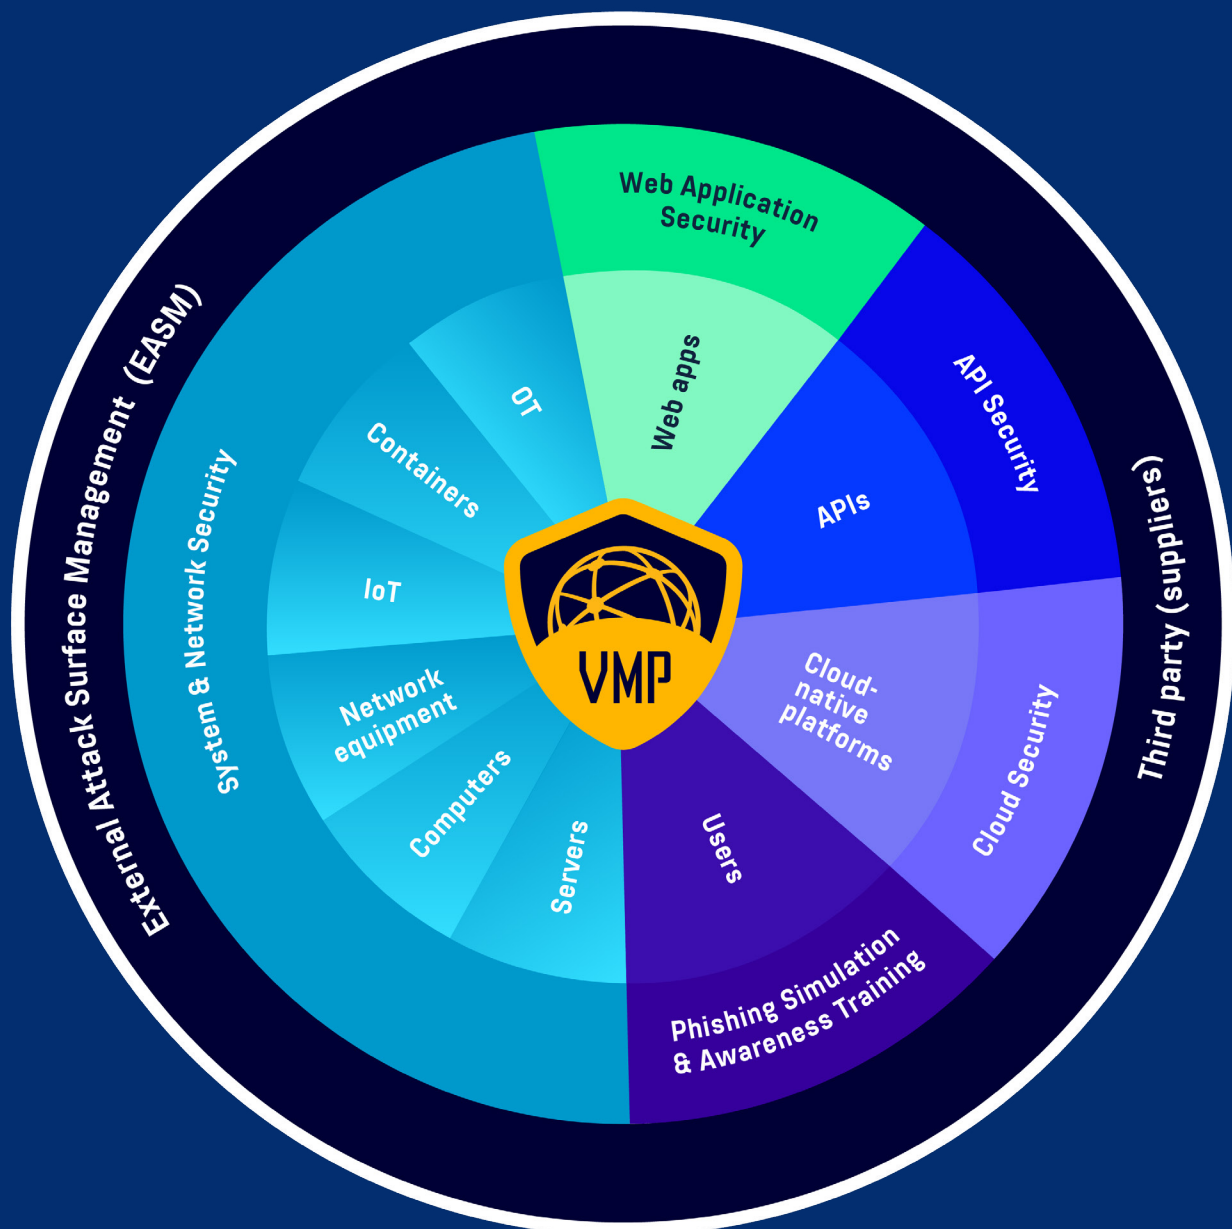 External Attack Surface Management (EASM)
Third party (suppliers)
System & Network Security
Web Application
Security
API Security
Cloud Security
Phishing Simulation
& Awareness Training
Web apps
APIs
Cloud-
native
platforms
Users
Servers
Computers
Network
equipment
IoT
Containers
OT
VMP